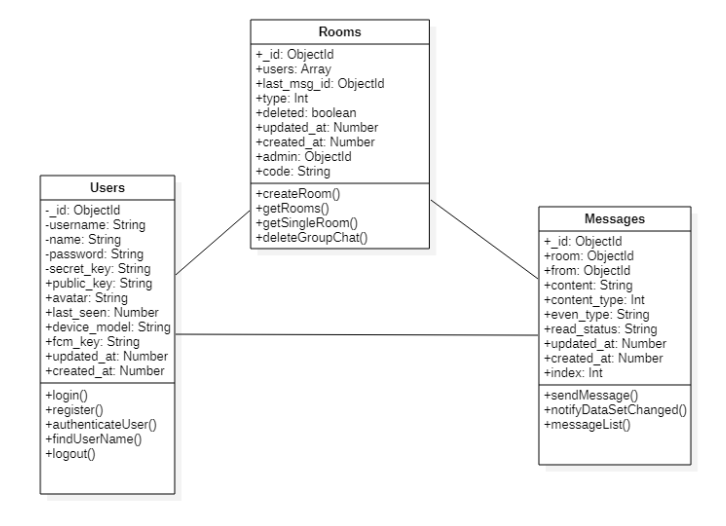 Rooms
+_id: ObjectId
+users: Array
+last_msg_id: ObjectId
+type: Int
+deleted: boolean
+updated_at: Number
+created_at: Number
+admin: ObjectId
+code: String
+createRoom()
+getRooms()
+getSingleRoom()
+deleteGroupChat()
Users
-_id: ObjectId
-username: String
-name: String
-password: String
-secret_key: String
+public_key: String
+avatar: String
+last_seen: Number
+device_model: String
+fcm_key: String
+updated_at: Number
+created_at: Number
+login()
+register()
+authenticateUser()
+findUserName()
+logout()
Messages
+_id: ObjectId
+room: ObjectId
+from: ObjectId
+content: String
+content_type: Int
+even_type: String
+read_status: String
+updated_at: Number
+created_at: Number
+index: Int
+sendMessage()
+notifyDataSetChanged()
+messageList()